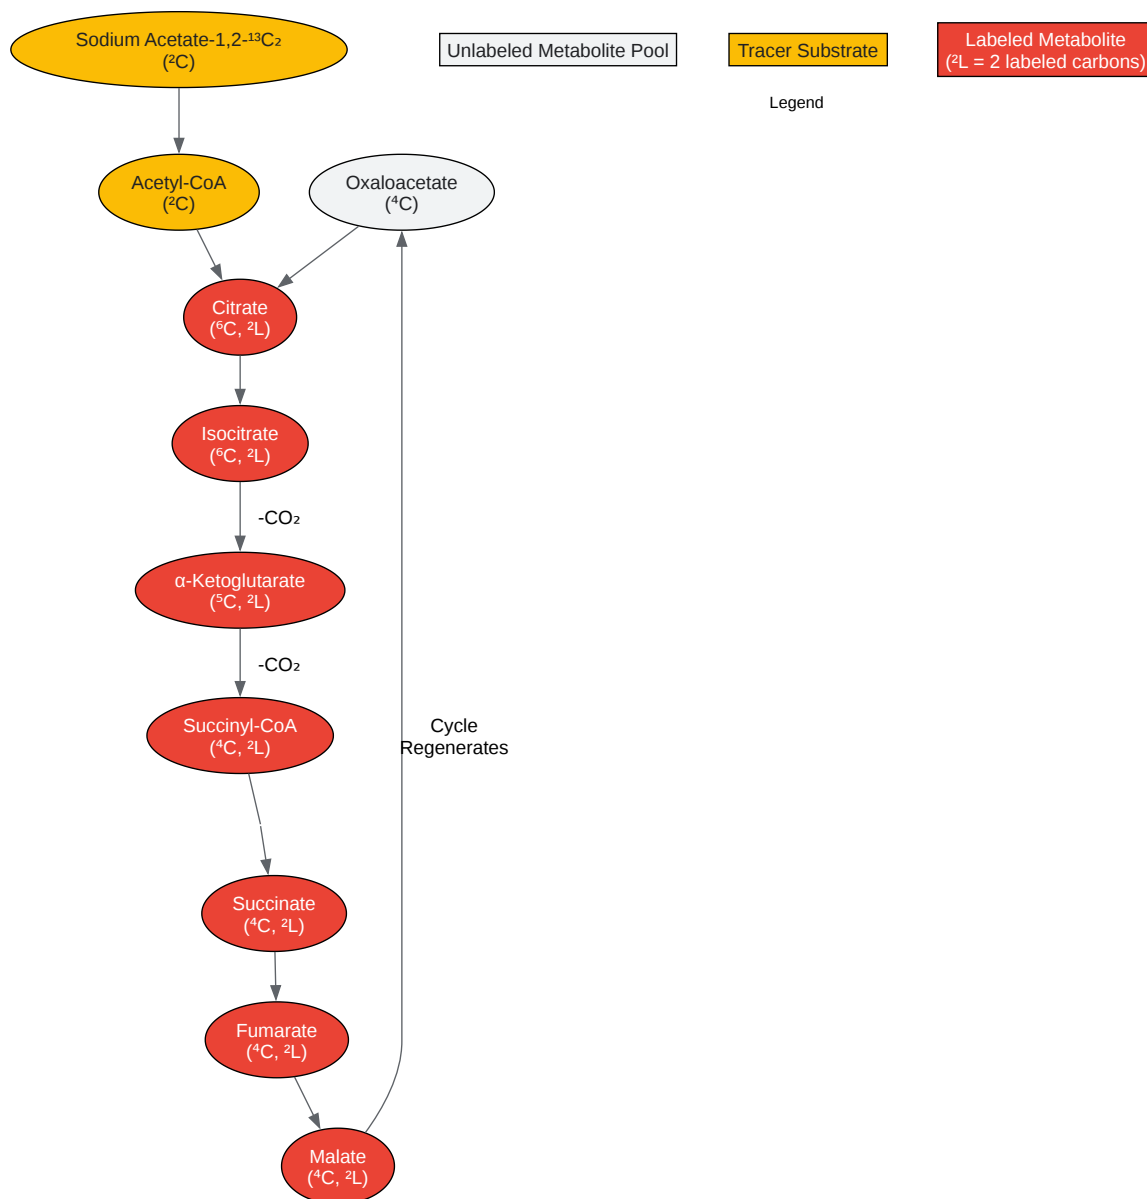 Sodium Acetate-1,2-¹³C₂
(²C)
Unlabeled Metabolite Pool
Tracer Substrate
Labeled Metabolite
(²L = 2 labeled carbons)
Legend
Acetyl-CoA
(²C)
Oxaloacetate
(⁴C)
Citrate
(⁶C, ²L)
Isocitrate
(⁶C, ²L)
-CO₂
α-Ketoglutarate
(⁵C, ²L)
-CO₂
Succinyl-CoA
(⁴C, ²L)
Cycle
Regenerates
Succinate
(⁴C, ²L)
Fumarate
(⁴C, ²L)
Malate
(⁴C, ²L)